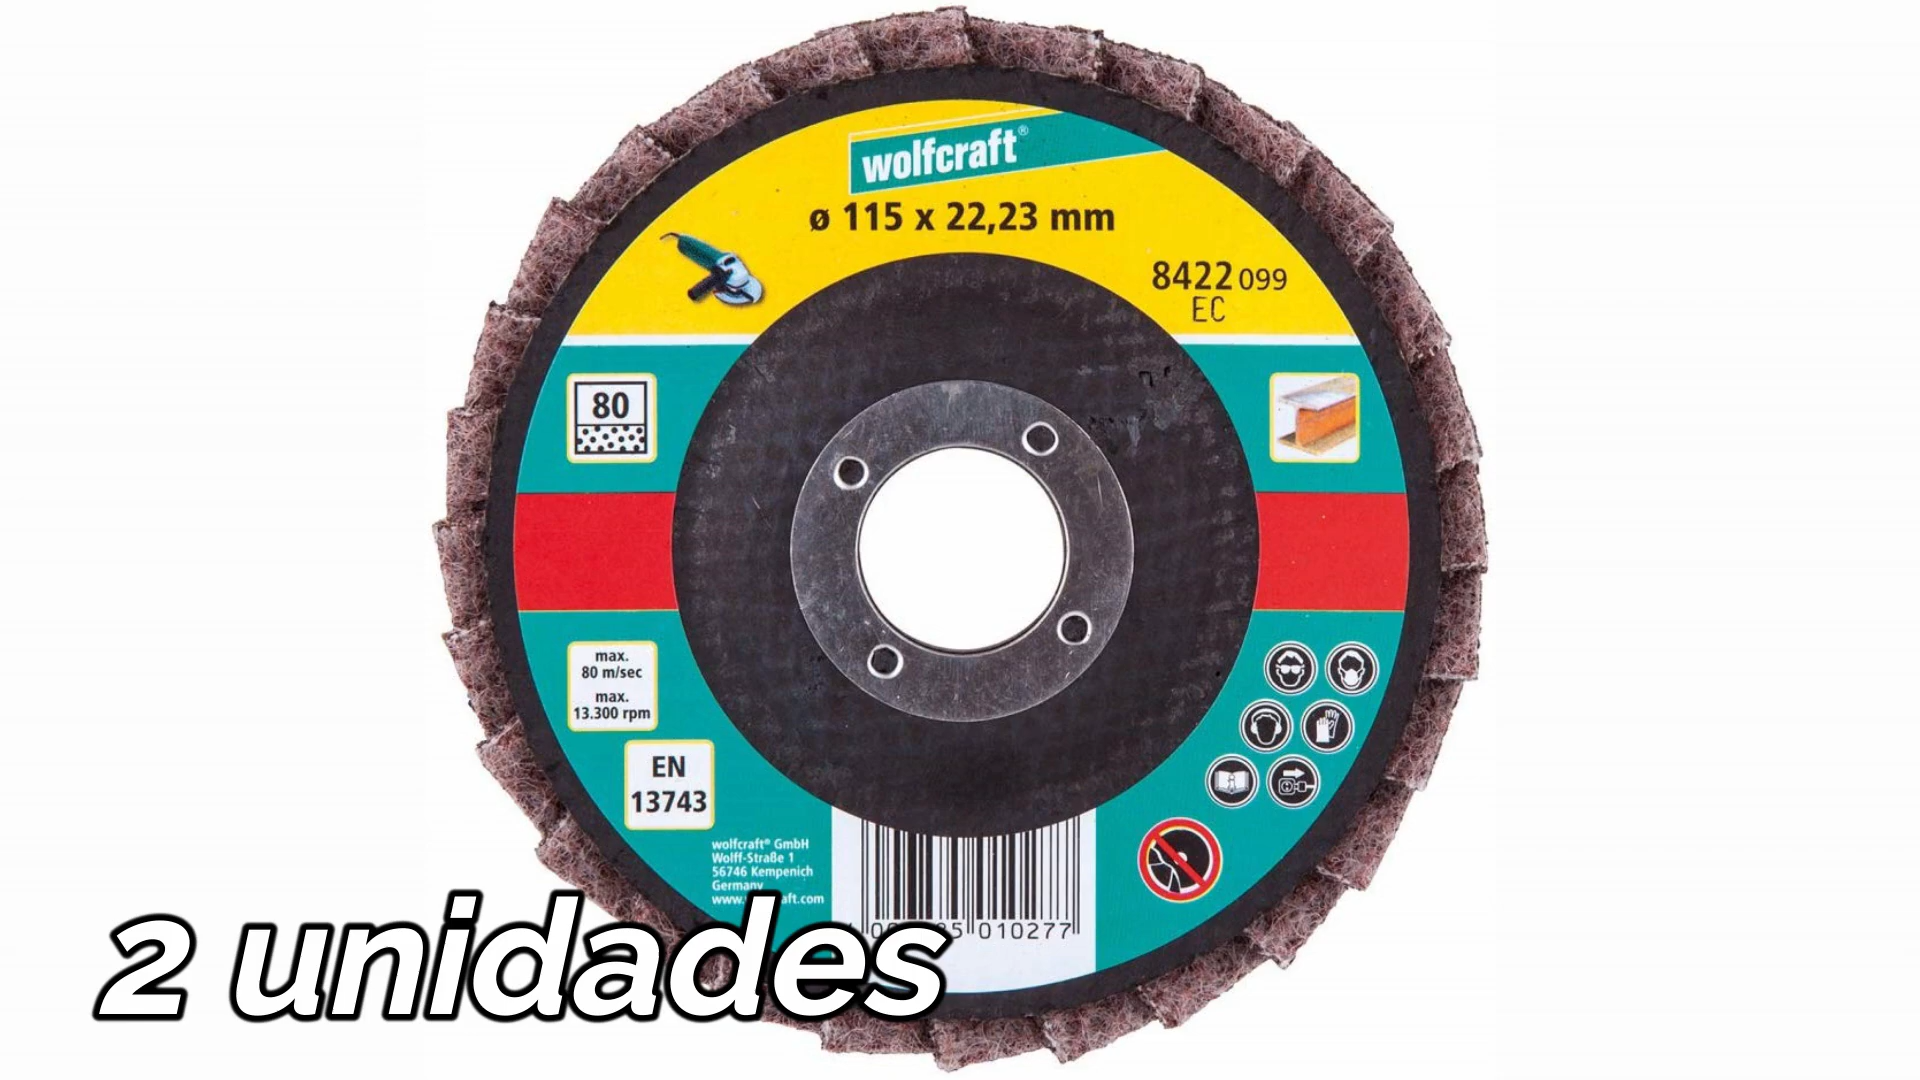 wolfcraft®
ø 115 x 22,23 mm
8422 099
EC
80
max.
80 m/sec
max.
13.300 rpm
EN
13743
wolfcraft® GmbH
Wolff-Straße 1
56746 Kempenich
Germany
2 unidades
010277